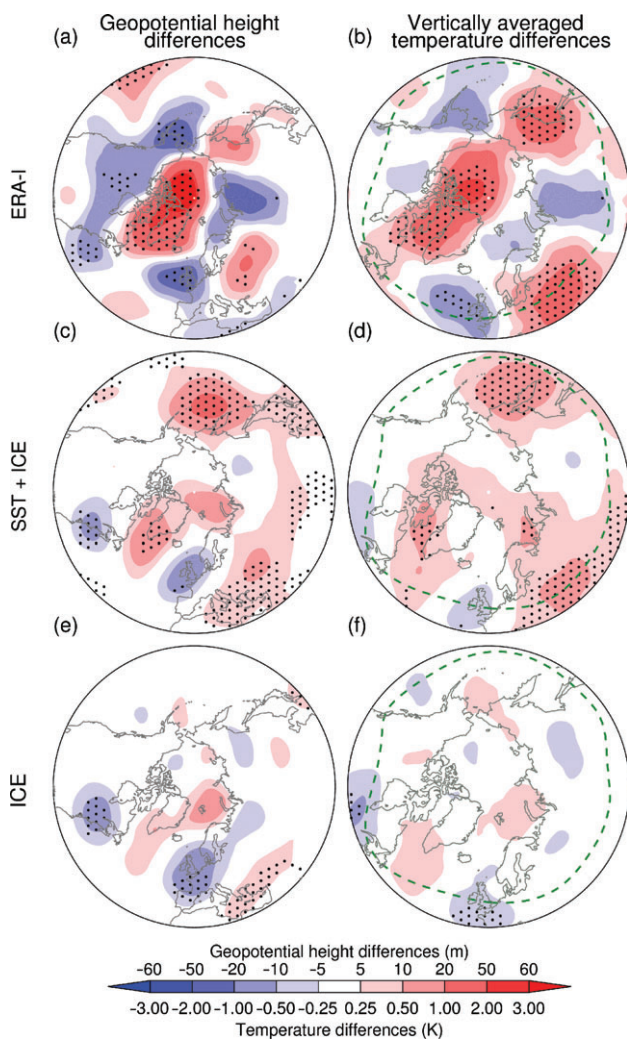 (a) Geopotential height differences
(b) Vertically averaged temperature differences
ERA-I
(c)
(d)
SST + ICE
(e)
(f)
ICE
Geopotential height differences (m)
−60 −50 −20 −10 −5 5 10 20 50 60
−3.00 −2.00 −1.00 −0.50 −0.25 0.25 0.50 1.00 2.00 3.00
Temperature differences (K)